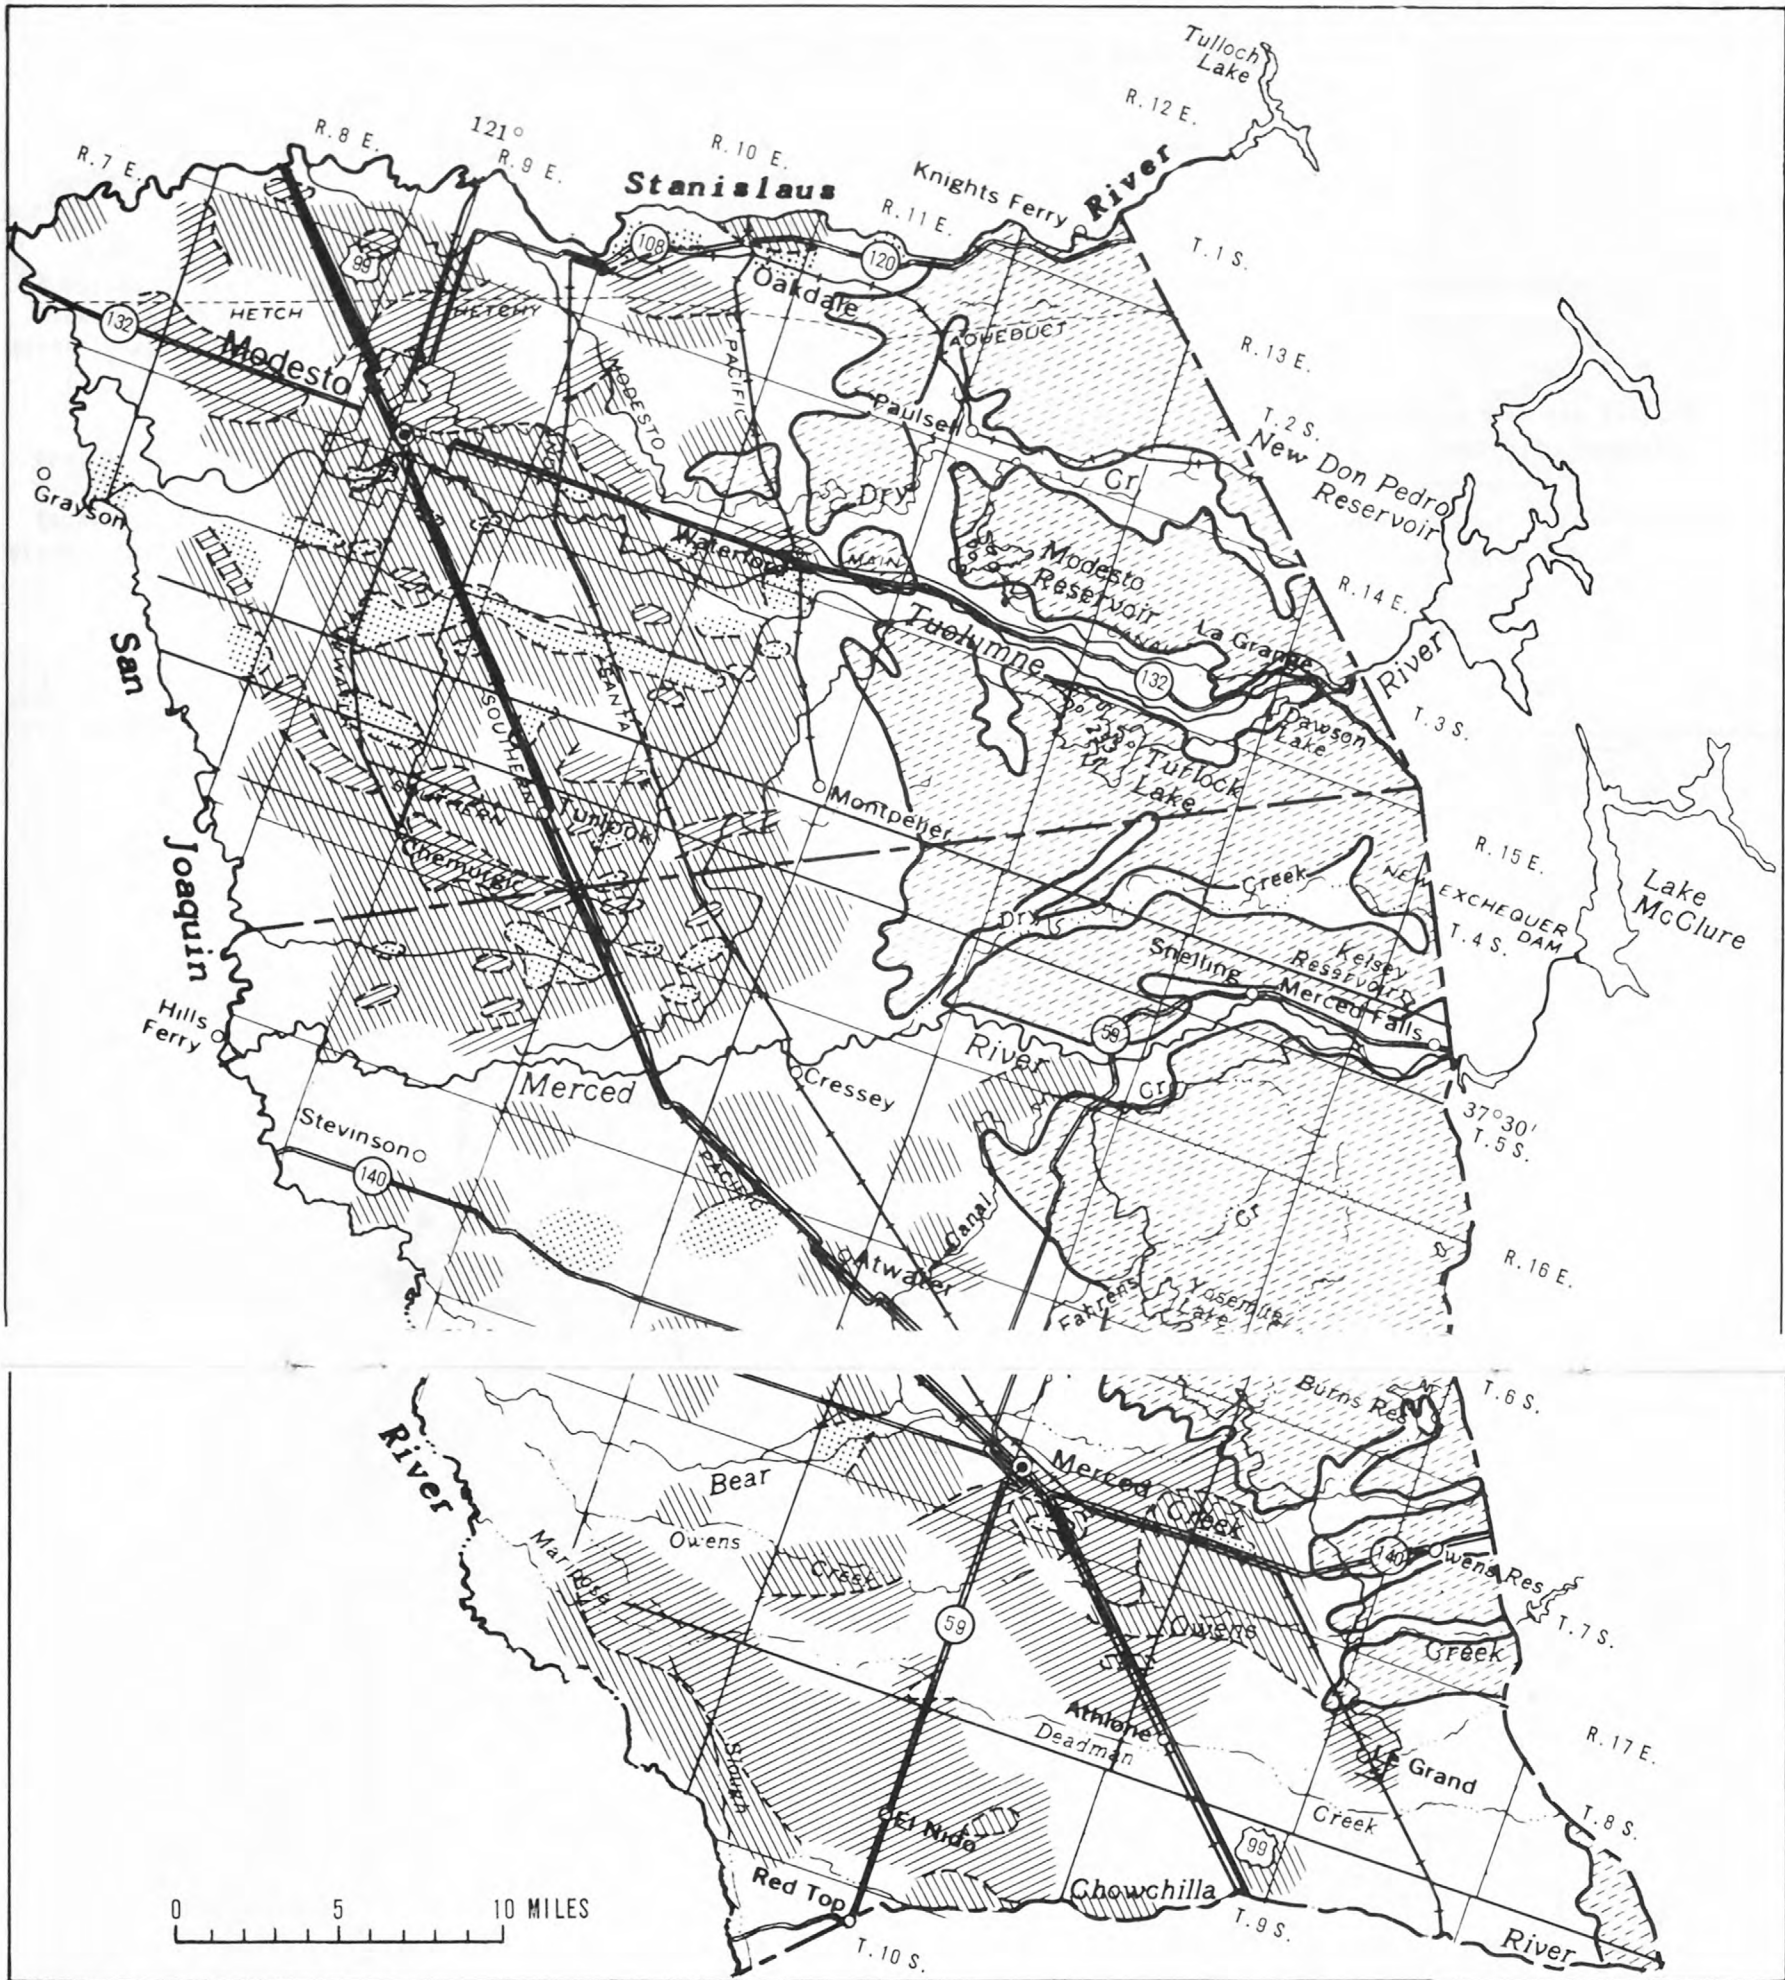 Tulloch
Lake
R. 12 E.
R. 8 E.
121°
R. 7 E.
R. 9 E.
R. 10 E.
Stanislaus
Knights Ferry
River
R. 11 E.
T. 1 S.
108
120
99
Oakdale
HETCH
HETCHY
AQUEDUCT
132
Modesto
R. 13 E.
PACIFIC
MODESTO
Paulsell
T. 2 S.
New Don Pedro
Reservoir
Cr
Dry
Grayson
Waterford
MAIN
Modesto
Reservoir
CANAL
R. 14 E.
Tuolumne
La Grange
River
132
San
SANTA
FE
SOUTHERN
Dawson
Lake
T. 3 S.
Turlock
Lake
SOUTHERN
Turlock
Montpelier
Chemurgic
Joaquin
R. 15 E.
Creek
NEW EXCHEQUER
DAM
Lake
McClure
Dry
T. 4 S.
Kelsey
Reservoir
Snelling
Merced Falls
Hills
Ferry
59
River
Merced
Cressey
Cr
37°30'
T. 5 S.
Stevinson
140
PACIFIC
Canal
Cr
Atwater
R. 16 E.
Fahrens
Yosemite
Lake
Burns Res
T. 6 S.
River
Bear
Merced
Creek
Owens
Mariposa
Creek
140
Owens Res
59
Owens
T. 7 S.
Creek
Athlone
Deadman
R. 17 E.
Slough
Le Grand
El Nido
Creek
T. 8 S.
99
Red Top
Chowchilla
0 5 10 MILES
T. 9 S.
River
T. 10 S.